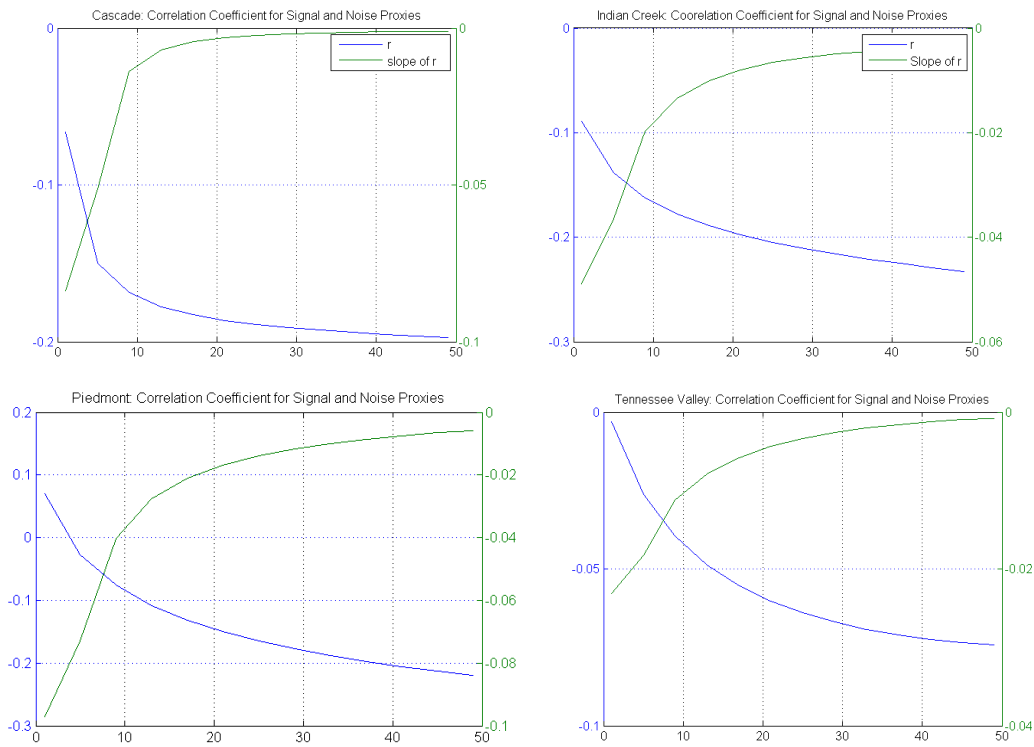 Cascade: Correlation Coefficient for Signal and Noise Proxies
0
-0.1
-0.2
0
-0.05
-0.1
r
slope of r
0 10 20 30 40 50
Indian Creek: Coorelation Coefficient for Signal and Noise Proxies
0
-0.1
-0.2
-0.3
0
-0.02
-0.04
-0.06
r
Slope of r
0 10 20 30 40 50
Piedmont: Correlation Coefficient for Signal and Noise Proxies
0.2
0.1
0
-0.1
-0.2
-0.3
0
-0.02
-0.04
-0.06
-0.08
-0.1
0 10 20 30 40 50
Tennessee Valley: Correlation Coefficient for Signal and Noise Proxies
0
-0.05
-0.1
0
-0.02
-0.04
0 10 20 30 40 50